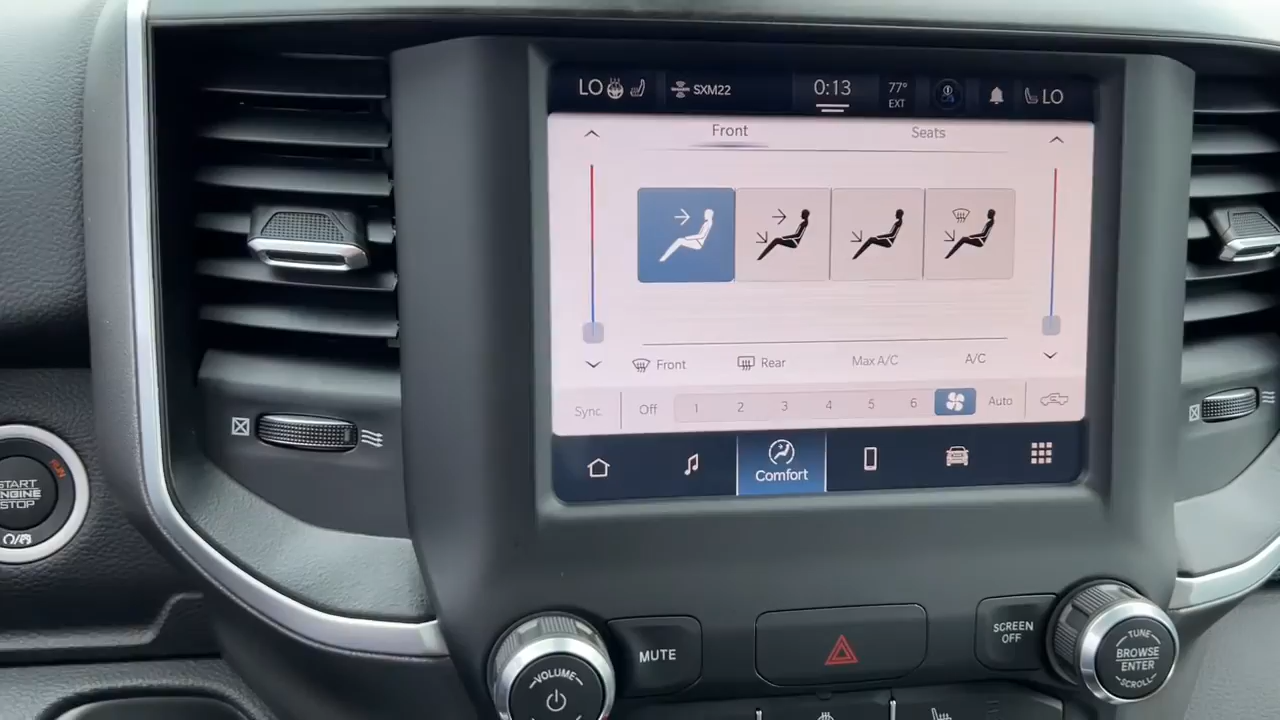 LO
SXM22
0:13
77°
EXT
LO
Front
Seats
Front
Rear
Max A/C
A/C
Sync
Off
1
2
3
4
5
6
Auto
Comfort
RUN
START
ENGINE
STOP
VOLUME
MUTE
SCREEN
OFF
TUNE
BROWSE
ENTER
SCROLL